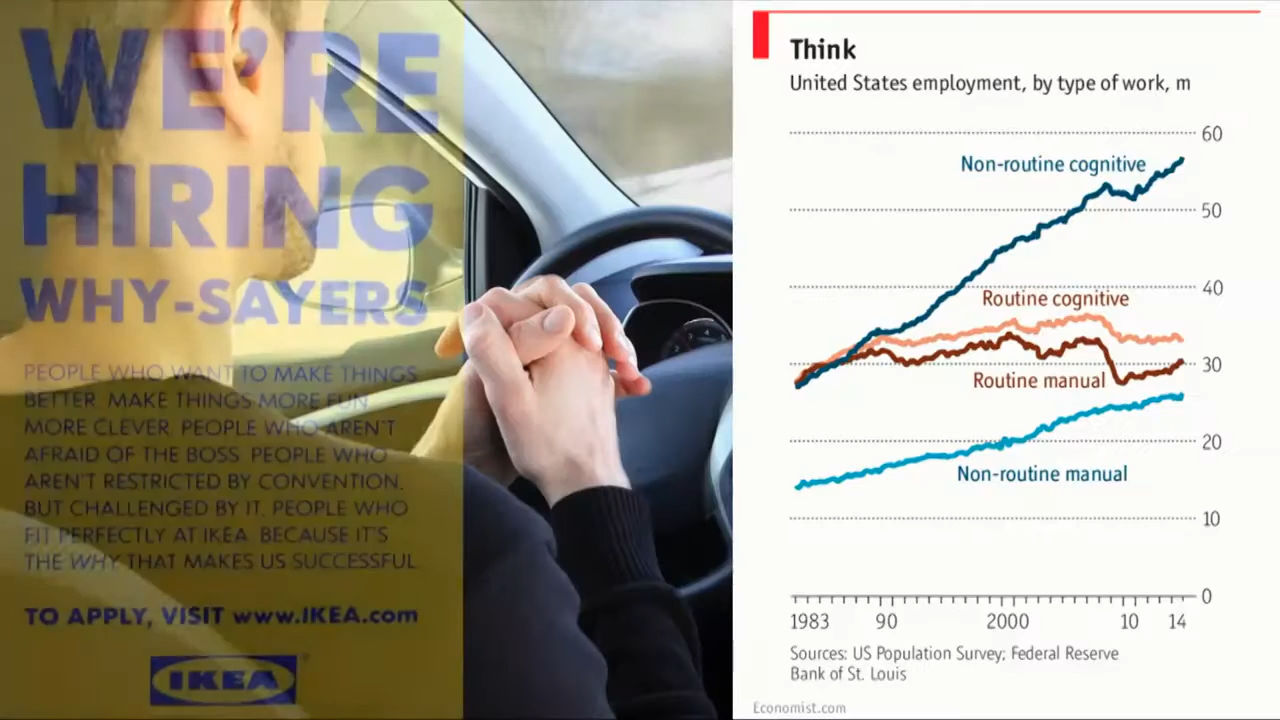 WE'RE
HIRING
WHY-SAYERS
PEOPLE WHO WANT TO MAKE THINGS
BETTER. MAKE THINGS MORE FUN.
MORE CLEVER. PEOPLE WHO AREN'T
AFRAID OF THE BOSS. PEOPLE WHO
AREN'T RESTRICTED BY CONVENTION.
BUT CHALLENGED BY IT. PEOPLE WHO
FIT PERFECTLY AT IKEA. BECAUSE IT'S
THE WHY THAT MAKES US SUCCESSFUL.
TO APPLY, VISIT www.IKEA.com
IKEA
Think
United States employment, by type of work, m
60
Non-routine cognitive
50
40
Routine cognitive
30
Routine manual
20
Non-routine manual
10
0
1983 90 2000 10 14
Sources: US Population Survey; Federal Reserve
Bank of St. Louis
Economist.com